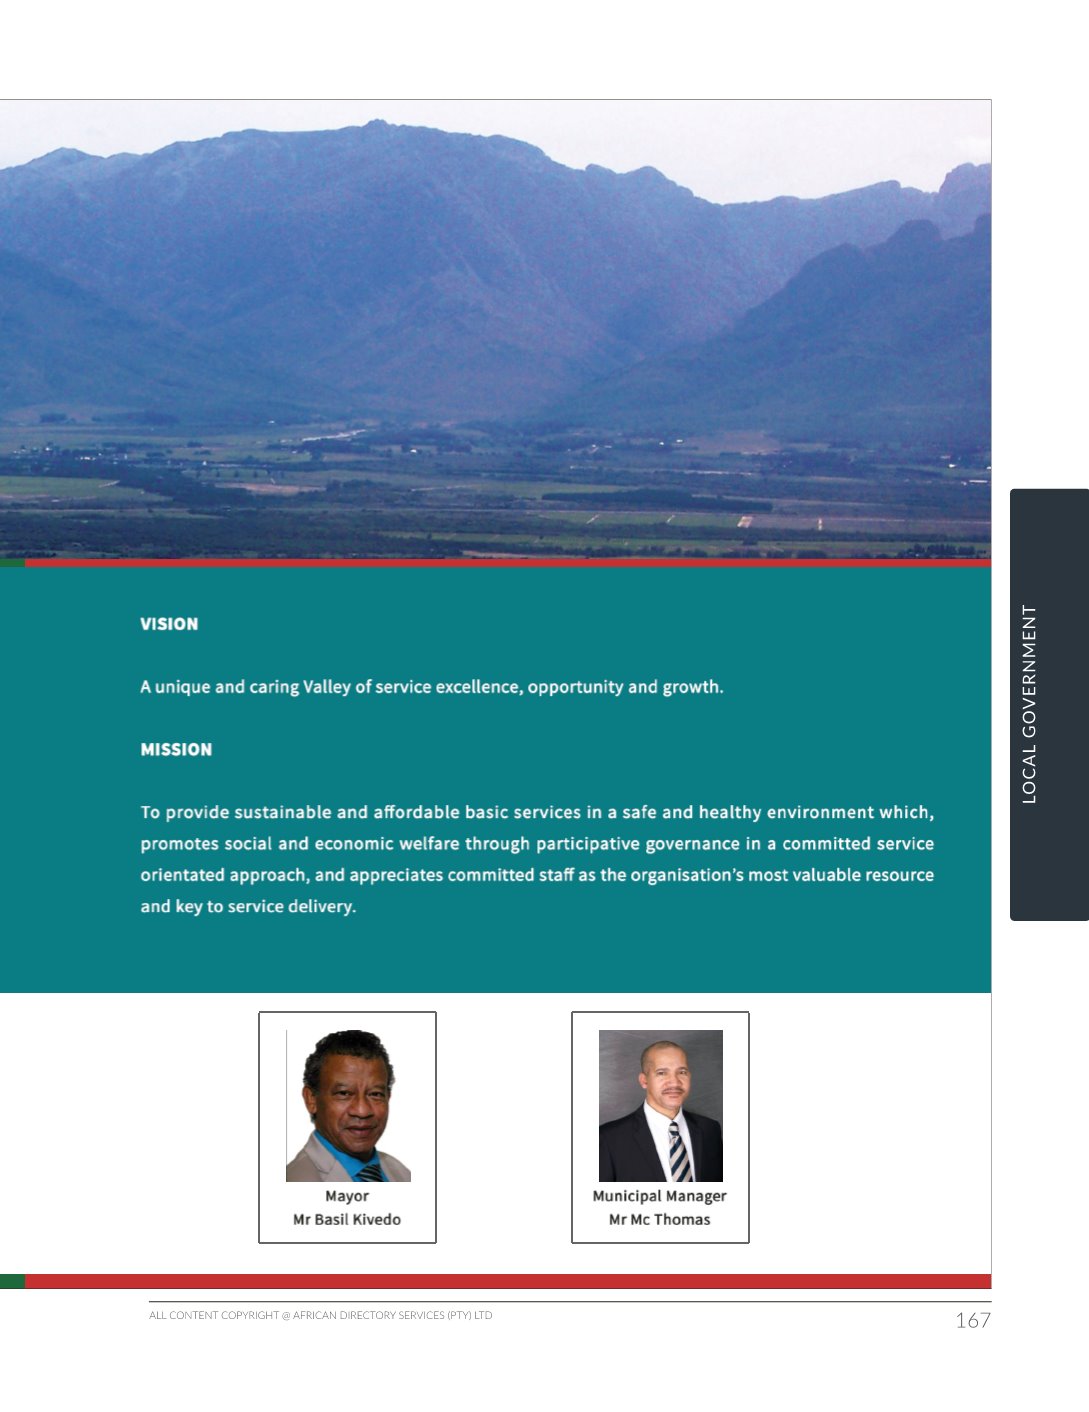 VISION
A unique and caring Valley of service excellence, opportunity and growth.
MISSION
To provide sustainable and affordable basic services in a safe and healthy environment which,
promotes social and economic welfare through participative governance in a committed service
orientated approach, and appreciates committed staff as the organisation's most valuable resource
and key to service delivery.
LOCAL GOVERNMENT
Mayor
Mr Basil Kivedo
Municipal Manager
Mr Mc Thomas
ALL CONTENT COPYRIGHT @ AFRICAN DIRECTORY SERVICES (PTY) LTD
167